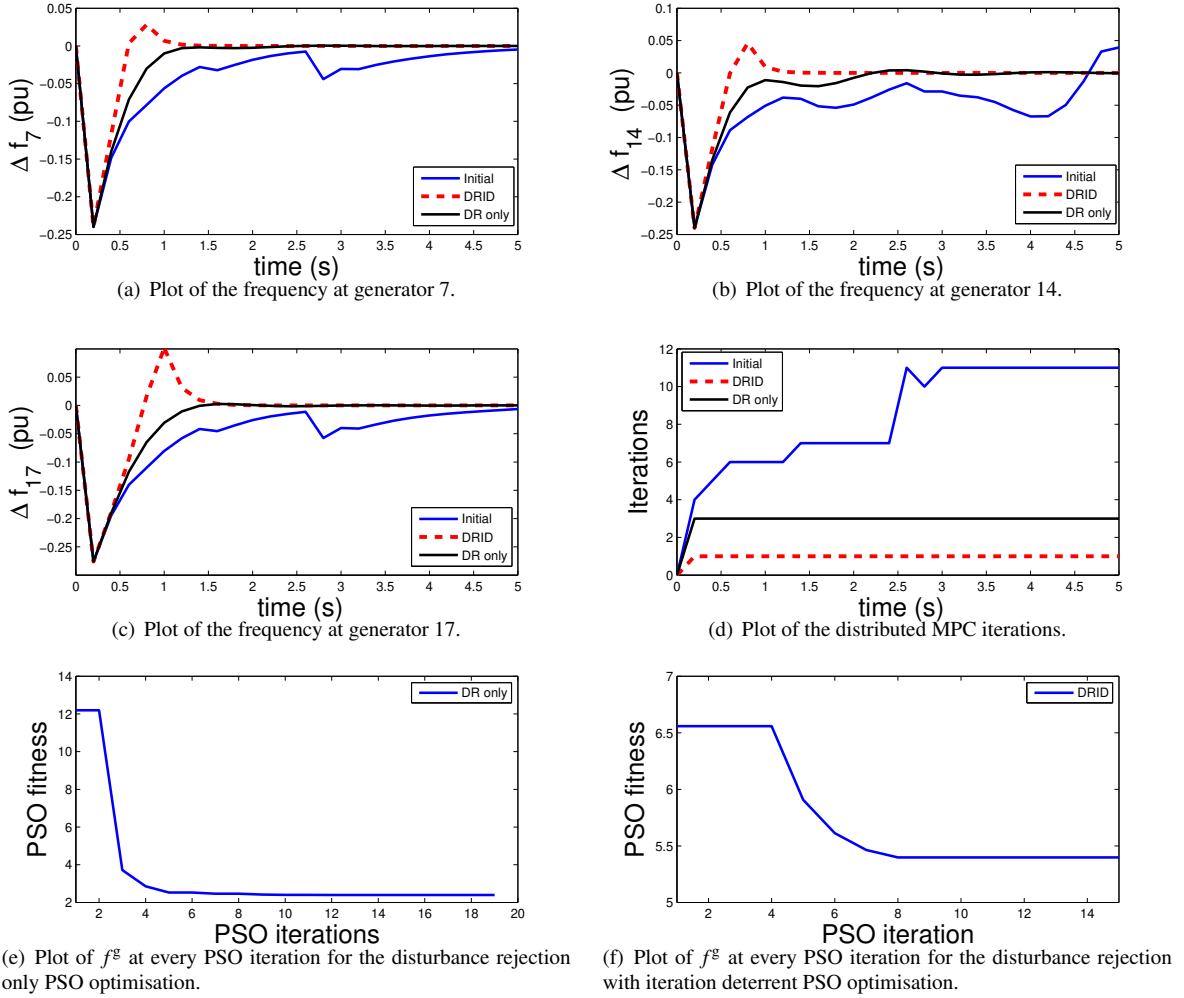 0.05
0
−0.05
−0.1
−0.15
−0.2
−0.25
Δ f7 (pu)
0 0.5 1 1.5 2 2.5 3 3.5 4 4.5 5
time (s)
Initial
DRID
DR only
(a) Plot of the frequency at generator 7.
0.1
0.05
0
−0.05
−0.1
−0.15
−0.2
−0.25
Δ f14 (pu)
0 0.5 1 1.5 2 2.5 3 3.5 4 4.5 5
time (s)
Initial
DRID
DR only
(b) Plot of the frequency at generator 14.
0.05
0
−0.05
−0.1
−0.15
−0.2
−0.25
Δ f17 (pu)
0 0.5 1 1.5 2 2.5 3 3.5 4 4.5 5
time (s)
Initial
DRID
DR only
(c) Plot of the frequency at generator 17.
12
10
8
6
4
2
0
Iterations
0 0.5 1 1.5 2 2.5 3 3.5 4 4.5 5
time (s)
Initial
DRID
DR only
(d) Plot of the distributed MPC iterations.
14
12
10
8
6
4
2
PSO fitness
2 4 6 8 10 12 14 16 18 20
PSO iterations
DR only
(e) Plot of f^g at every PSO iteration for the disturbance rejection
only PSO optimisation.
7
6.5
6
5.5
5
PSO fitness
2 4 6 8 10 12 14
PSO iteration
DRID
(f) Plot of f^g at every PSO iteration for the disturbance rejection
with iteration deterrent PSO optimisation.